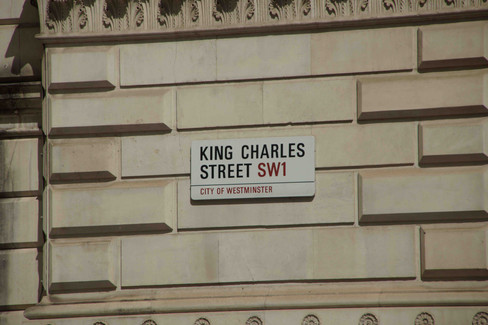 KING CHARLES
STREET SW1
CITY OF WESTMINSTER